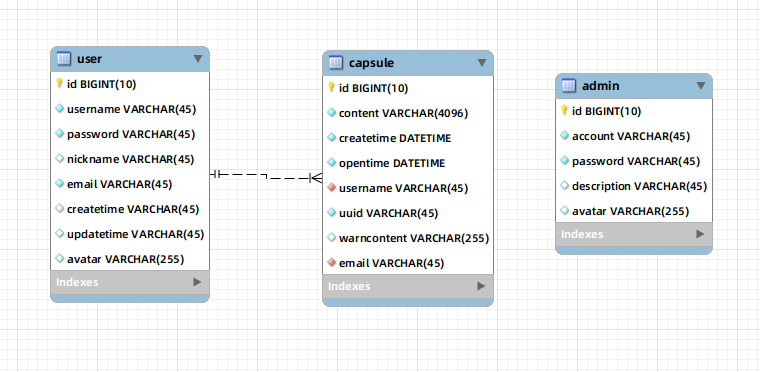 user
id BIGINT(10)
username VARCHAR(45)
password VARCHAR(45)
nickname VARCHAR(45)
email VARCHAR(45)
createtime VARCHAR(45)
updatetime VARCHAR(45)
avatar VARCHAR(255)
Indexes
capsule
id BIGINT(10)
content VARCHAR(4096)
createtime DATETIME
opentime DATETIME
username VARCHAR(45)
uuid VARCHAR(45)
warncontent VARCHAR(255)
email VARCHAR(45)
Indexes
admin
id BIGINT(10)
account VARCHAR(45)
password VARCHAR(45)
description VARCHAR(45)
avatar VARCHAR(255)
Indexes